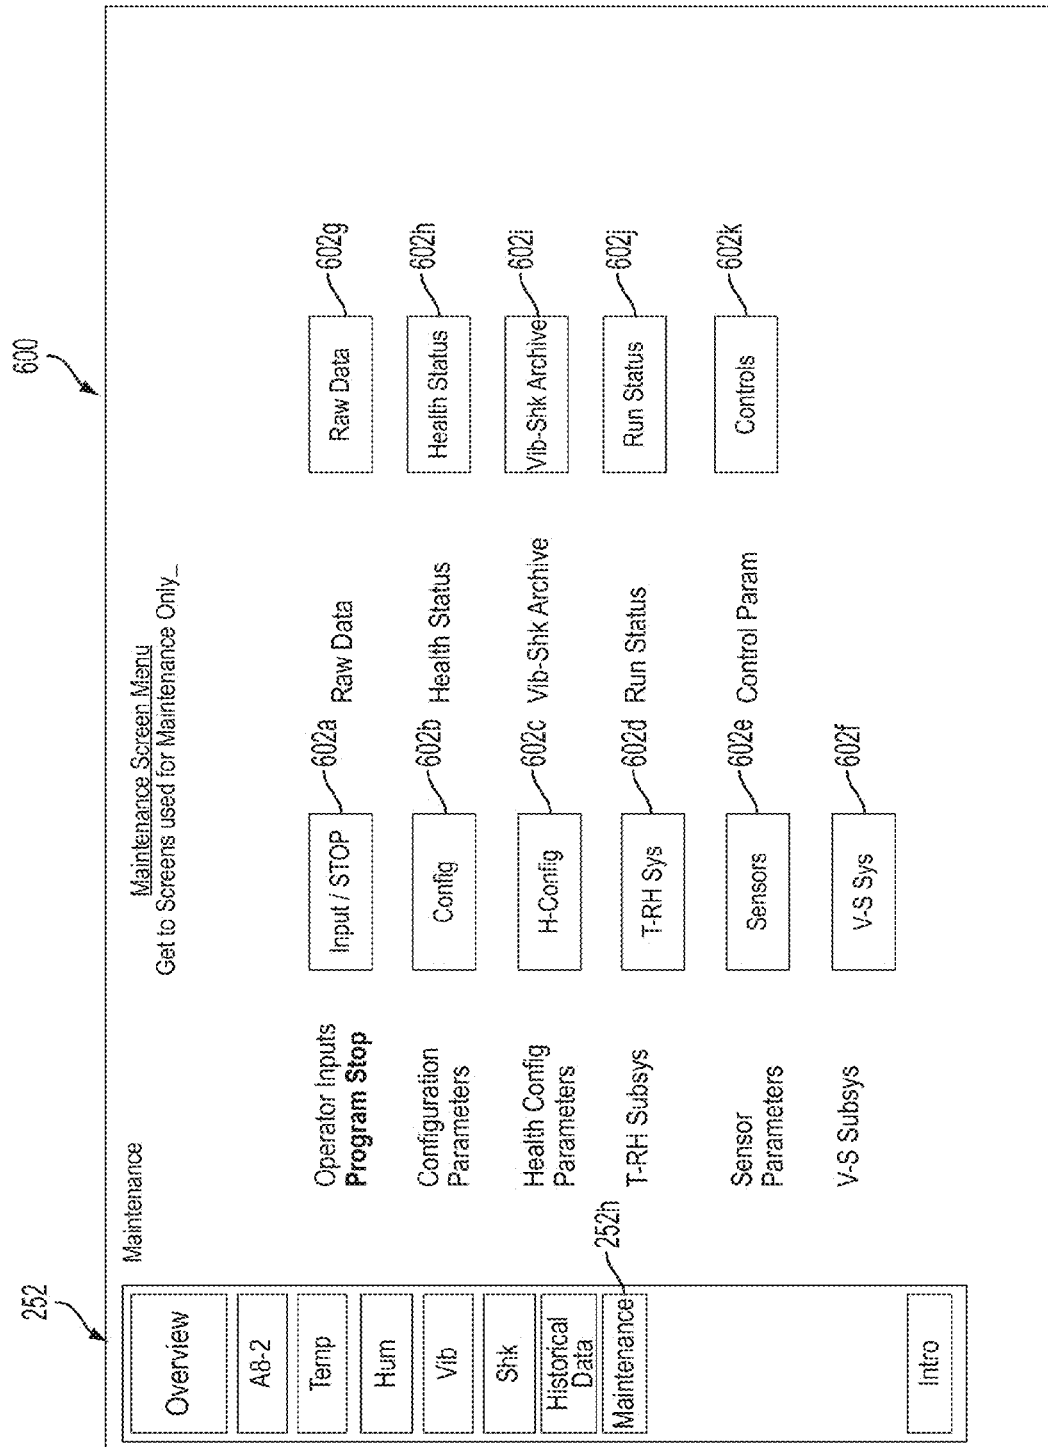 600
252
Maintenance
Maintenance Screen Menu
Get to Screens used for Maintenance Only_
Overview
A8-2
Temp
Hum
Vib
Shk
Historical
Data
Maintenance
252h
Intro
Operator Inputs
Program Stop
Input / STOP
602a
Raw Data
Raw Data
602g
Configuration
Parameters
Config
602b
Health Status
Health Status
602h
Health Config
Parameters
H-Config
602c
Vib-Shk Archive
Vib-Shk Archive
602i
T-RH Subsys
T-RH Sys
602d
Run Status
Run Status
602j
Sensor
Parameters
Sensors
602e
Control Param
Controls
602k
V-S Subsys
V-S Sys
602f